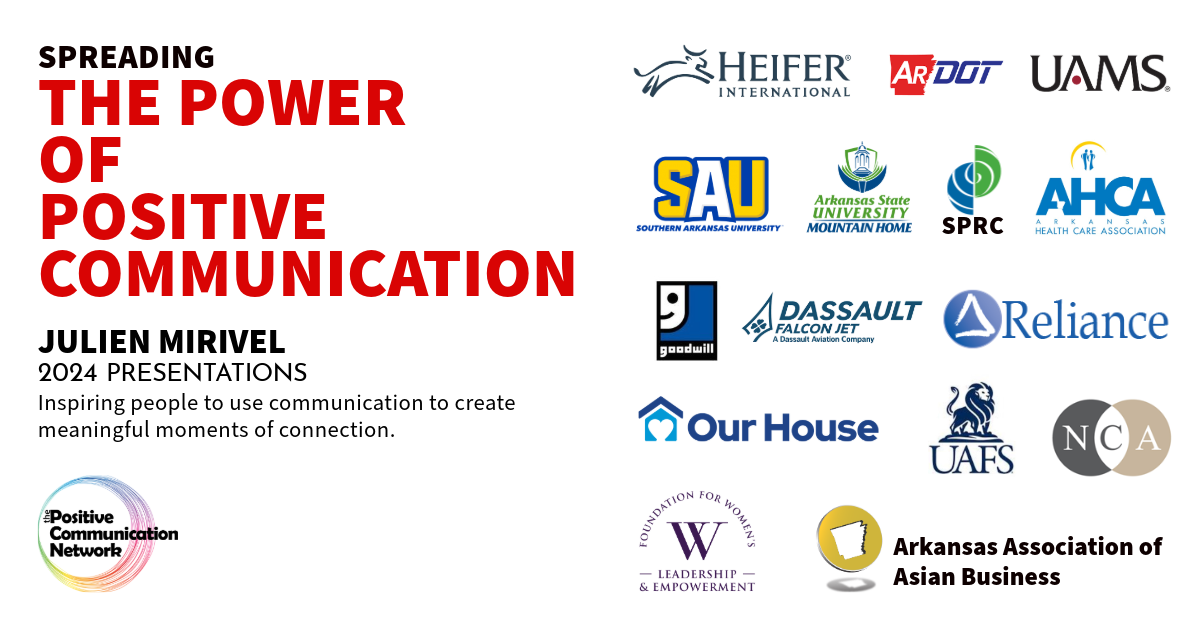 SPREADING
THE POWER
OF
POSITIVE
COMMUNICATION
JULIEN MIRIVEL
2024 PRESENTATIONS
Inspiring people to use communication to create
meaningful moments of connection.
the Positive
Communication
Network
HEIFER®
INTERNATIONAL
ARDOT
UAMS®
SAU
SOUTHERN ARKANSAS UNIVERSITY
Arkansas State
UNIVERSITY
MOUNTAIN HOME
SPRC
AHCA
ARKANSAS
HEALTH CARE ASSOCIATION
g
goodwill
DASSAULT
FALCON JET
A Dassault Aviation Company
Reliance
Our House
UAFS
NCA
FOUNDATION FOR WOMEN'S
W
LEADERSHIP
& EMPOWERMENT
Arkansas Association of
Asian Business